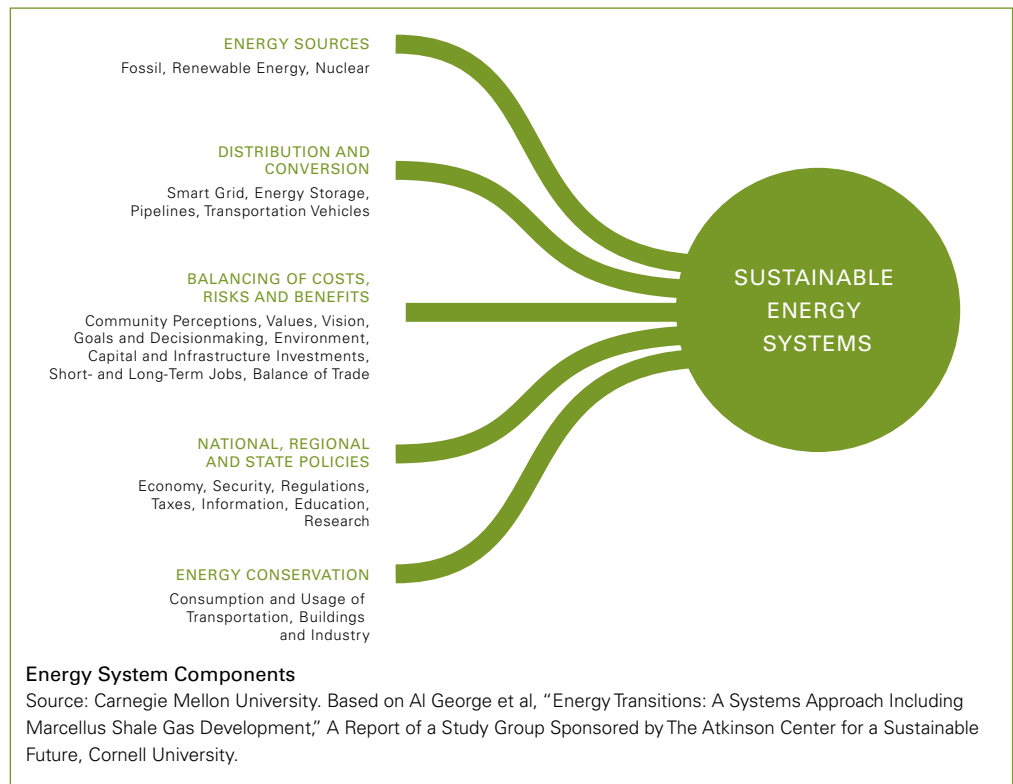 ENERGY SOURCES
Fossil, Renewable Energy, Nuclear
DISTRIBUTION AND
CONVERSION
Smart Grid, Energy Storage,
Pipelines, Transportation Vehicles
BALANCING OF COSTS,
RISKS AND BENEFITS
Community Perceptions, Values, Vision,
Goals and Decisionmaking, Environment,
Capital and Infrastructure Investments,
Short- and Long-Term Jobs, Balance of Trade
NATIONAL, REGIONAL
AND STATE POLICIES
Economy, Security, Regulations,
Taxes, Information, Education,
Research
ENERGY CONSERVATION
Consumption and Usage of
Transportation, Buildings
and Industry
SUSTAINABLE
ENERGY
SYSTEMS
Energy System Components
Source: Carnegie Mellon University. Based on Al George et al, “Energy Transitions: A Systems Approach Including
Marcellus Shale Gas Development,” A Report of a Study Group Sponsored by The Atkinson Center for a Sustainable
Future, Cornell University.